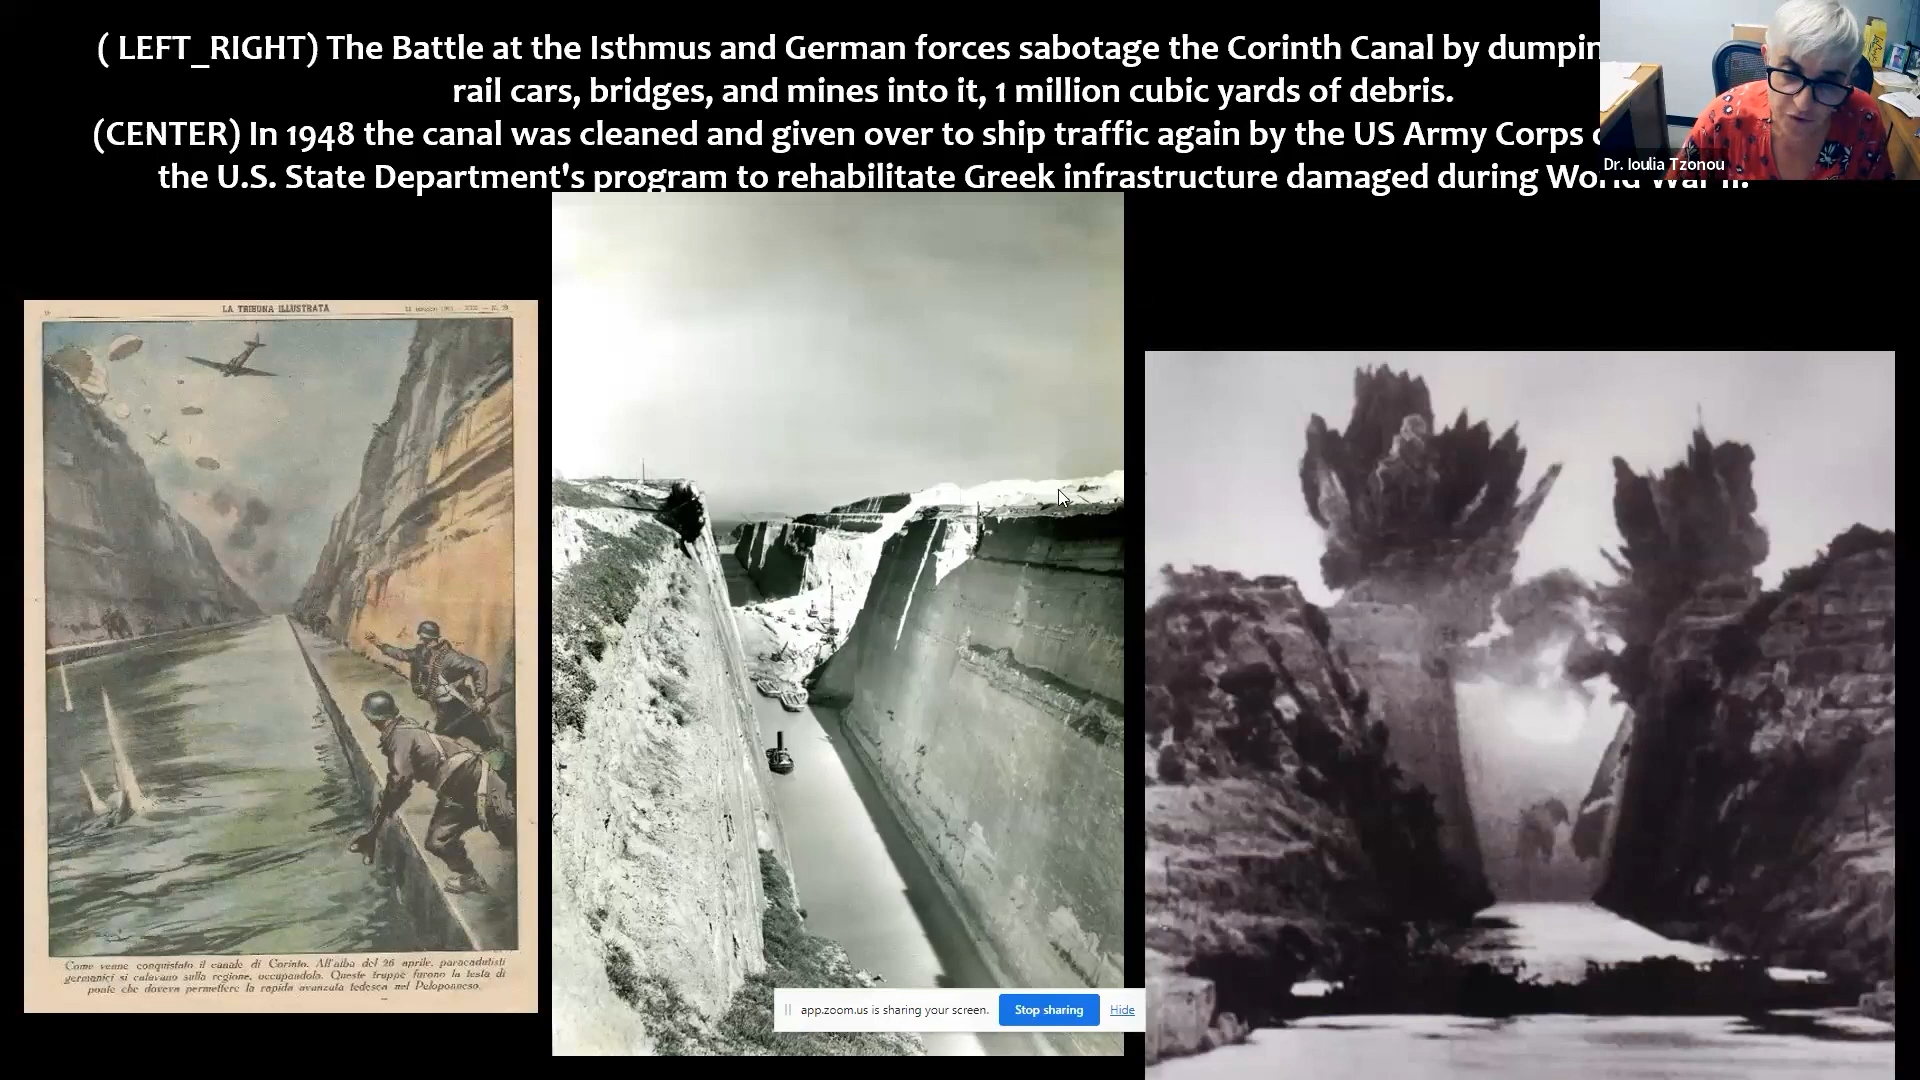 ( LEFT_RIGHT) The Battle at the Isthmus and German forces sabotage the Corinth Canal by
rail cars, bridges, and mines into it, 1 million cubic yards of debris.
(CENTER) In 1948 the canal was cleaned and given over to ship traffic again by the US Army Corps
the U.S. State Department's program to rehabilitate Greek infrastructure damaged during World War II.
Dr. Ioulia Tzonou
LA TRIBUNA ILLUSTRATA
Come venne conquistato il canale di Corinto. All'alba del 26 aprile, paracadutisti
germanici si calavano sulla regione, occupandola. Queste truppe furono la testa di
ponte che doveva permettere la rapida avanzata tedesca nel Peloponneso.
app.zoom.us is sharing your screen.
Stop sharing
Hide